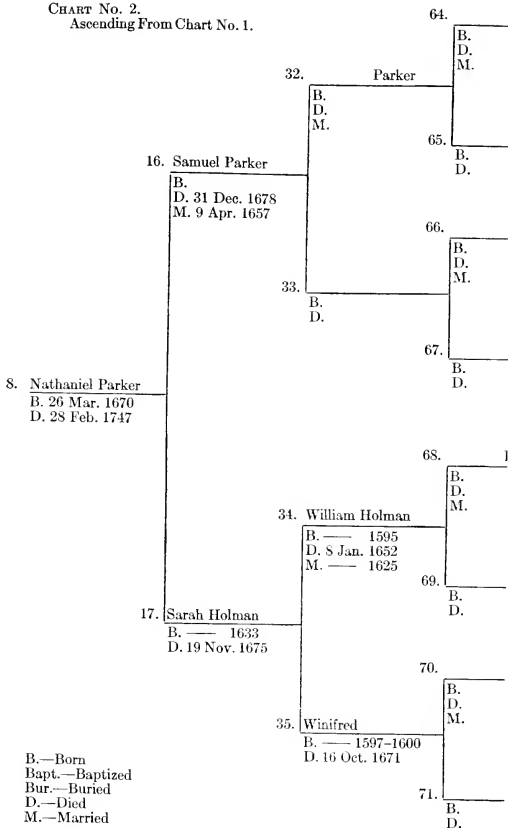 CHART NO. 2.
Ascending From Chart No. 1.
64.
B.
D.
M.
32. Parker
B.
D.
M.
65.
B.
D.
16. Samuel Parker
B.
D. 31 Dec. 1678
M. 9 Apr. 1657
66.
B.
D.
M.
33.
B.
D.
67.
B.
D.
8. Nathaniel Parker
B. 26 Mar. 1670
D. 28 Feb. 1747
68.
B.
D.
M.
34. William Holman
B. —— 1595
D. 8 Jan. 1652
M. —— 1625
69.
B.
D.
17. Sarah Holman
B. —— 1633
D. 19 Nov. 1675
70.
B.
D.
M.
35. Winifred
B. —— 1597-1600
D. 16 Oct. 1671
71.
B.
D.
B.—Born
Bapt.—Baptized
Bur.—Buried
D.—Died
M.—Married